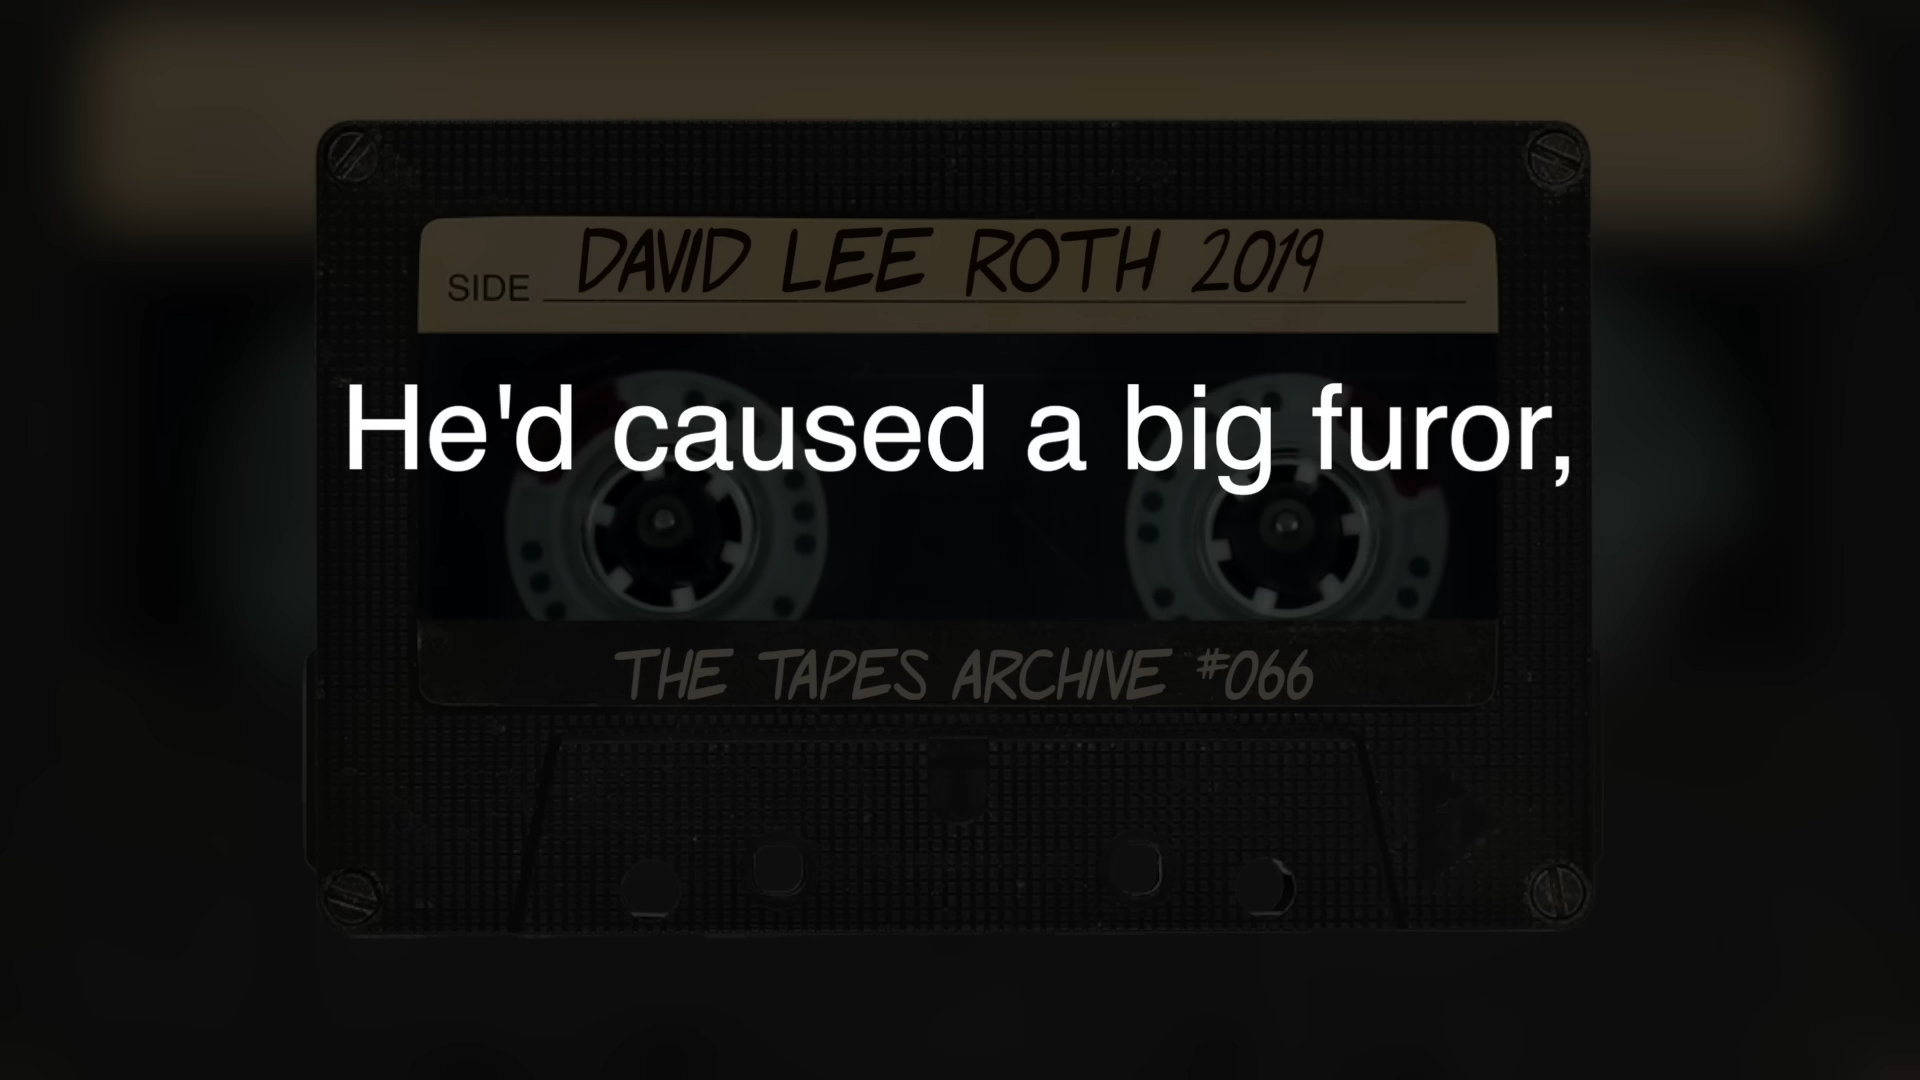 DAVID LEE ROTH 2019
SIDE
He'd caused a big furor,
THE TAPES ARCHIVE #066